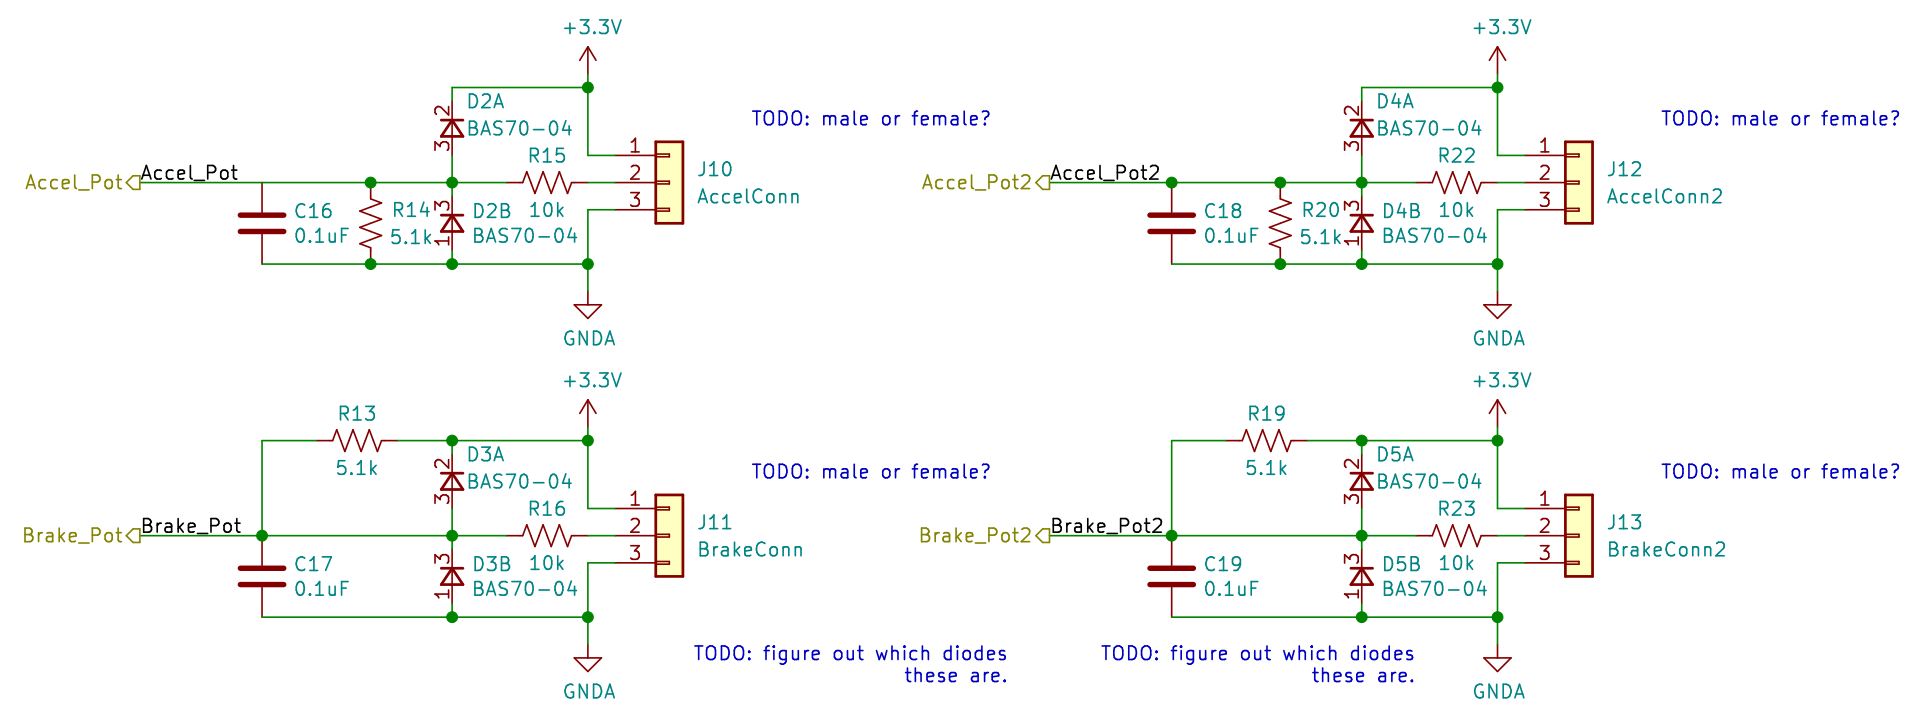 +3.3V
D2A
BAS70-04
TODO: male or female?
2
3
R15
10k
1
2
3
J10
AccelConn
Accel_Pot
Accel_Pot
C16
0.1uF
R14
5.1k
3
1
D2B
BAS70-04
GNDA
+3.3V
D4A
BAS70-04
TODO: male or female?
2
3
R22
10k
1
2
3
J12
AccelConn2
Accel_Pot2
Accel_Pot2
C18
0.1uF
R20
5.1k
3
1
D4B
BAS70-04
GNDA
+3.3V
R13
5.1k
D3A
BAS70-04
TODO: male or female?
2
3
R16
10k
1
2
3
J11
BrakeConn
Brake_Pot
Brake_Pot
C17
0.1uF
3
1
D3B
BAS70-04
TODO: figure out which diodes
these are.
GNDA
+3.3V
R19
5.1k
D5A
BAS70-04
TODO: male or female?
2
3
R23
10k
1
2
3
J13
BrakeConn2
Brake_Pot2
Brake_Pot2
C19
0.1uF
3
1
D5B
BAS70-04
TODO: figure out which diodes
these are.
GNDA